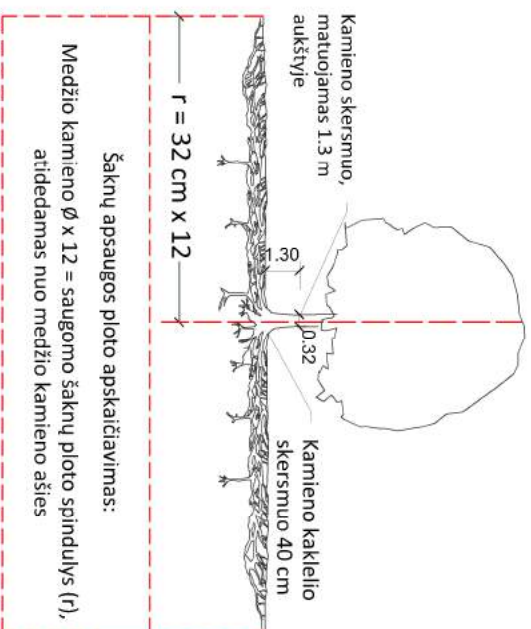 Kamieno skersmuo,
matuojamas 1.3 m
aukštyje
1.30
0.32
Kamieno kaklelio
skersmuo 40 cm
r = 32 cm x 12
Šaknų apsaugos ploto apskaičiavimas:
Medžio kamieno Ø x 12 = saugomo šaknų ploto spindulys (r),
atidedamas nuo medžio kamieno ašies